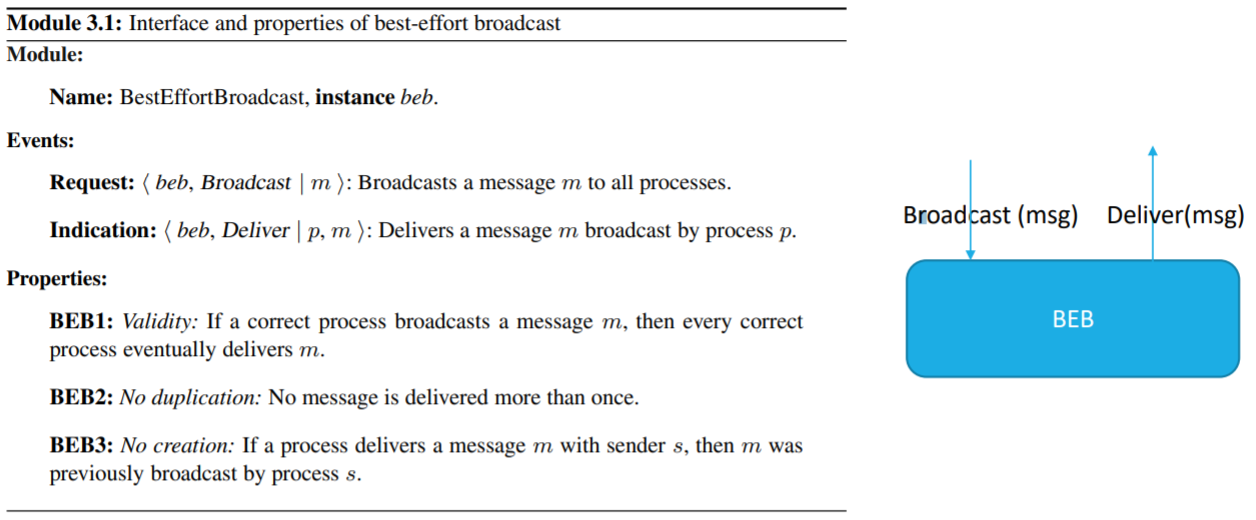 Module 3.1: Interface and properties of best-effort broadcast
Module:
Name: BestEffortBroadcast, instance beb.
Events:
Request: ⟨ beb, Broadcast | m ⟩: Broadcasts a message m to all processes.
Indication: ⟨ beb, Deliver | p, m ⟩: Delivers a message m broadcast by process p.
Properties:
BEB1: Validity: If a correct process broadcasts a message m, then every correct
process eventually delivers m.
BEB2: No duplication: No message is delivered more than once.
BEB3: No creation: If a process delivers a message m with sender s, then m was
previously broadcast by process s.
Broadcast (msg) Deliver(msg)
BEB